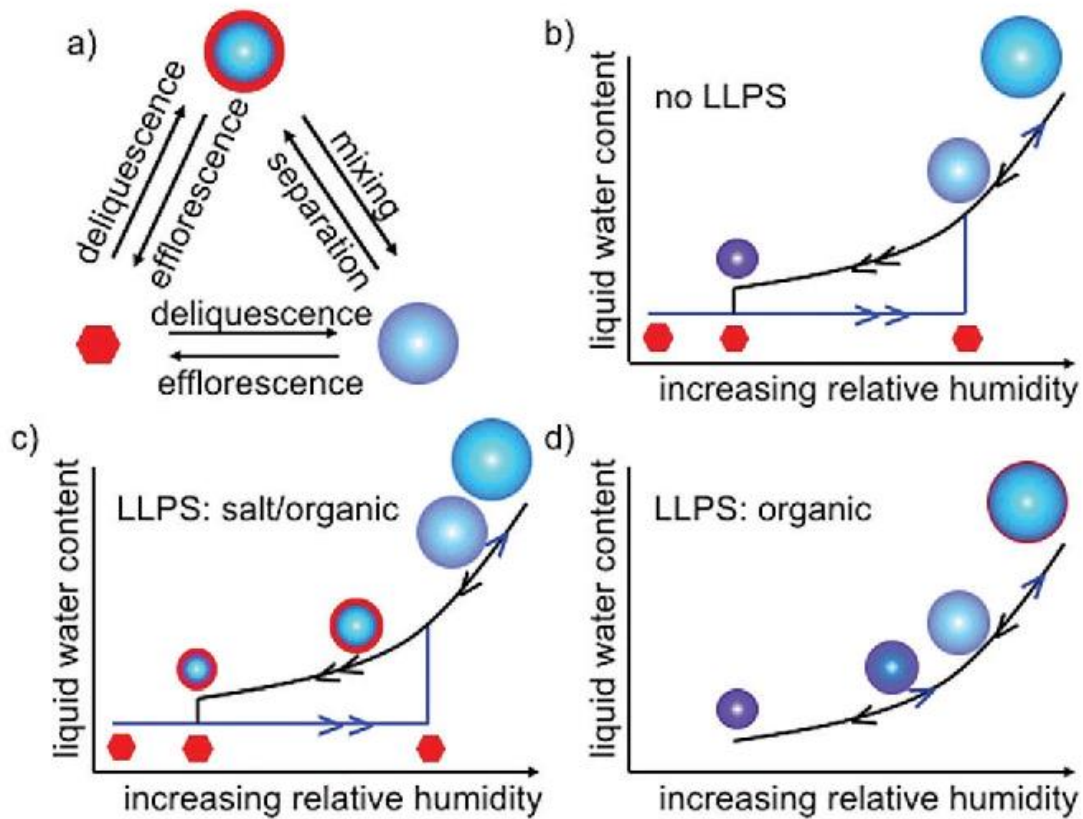 a)
deliquescence
efflorescence
mixing
separation
deliquescence
efflorescence
b)
no LLPS
liquid water content
increasing relative humidity
c)
LLPS: salt/organic
liquid water content
increasing relative humidity
d)
LLPS: organic
liquid water content
increasing relative humidity